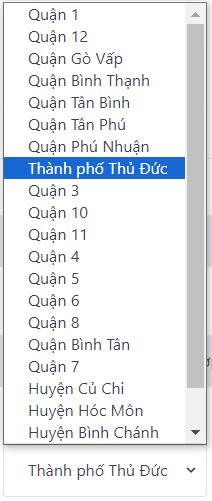 Quận 1
Quận 12
Quận Gò Vấp
Quận Bình Thạnh
Quận Tân Bình
Quận Tân Phú
Quận Phú Nhuận
Thành phố Thủ Đức
Quận 3
Quận 10
Quận 11
Quận 4
Quận 5
Quận 6
Quận 8
Quận Bình Tân
Quận 7
Huyện Củ Chi
Huyện Hóc Môn
Huyện Bình Chánh
Thành phố Thủ Đức